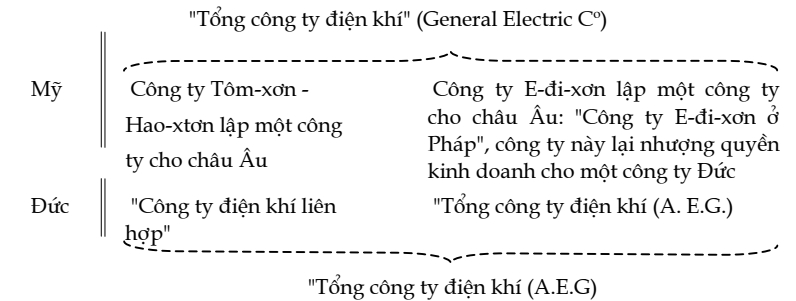 "Tổng công ty điện khí" (General Electric Cº)
Mỹ
Công ty Tôm-xơn -
Hao-xtơn lập một công
ty cho châu Âu
Công ty E-đi-xơn lập một công ty
cho châu Âu: "Công ty E-đi-xơn ở
Pháp", công ty này lại nhượng quyền
kinh doanh cho một công ty Đức
Đức
"Công ty điện khí liên
hợp"
"Tổng công ty điện khí (A. E.G.)
"Tổng công ty điện khí (A.E.G)